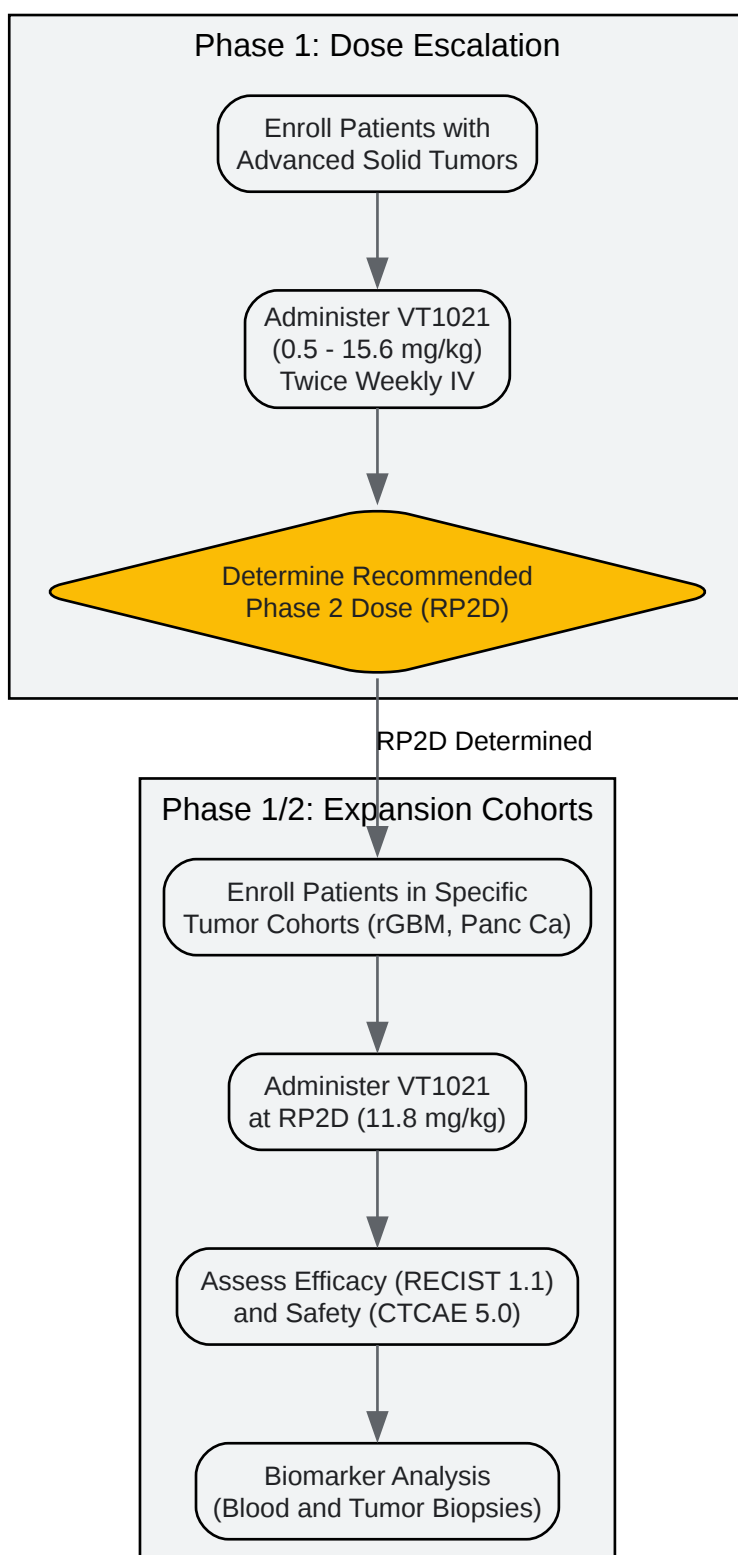 Phase 1: Dose Escalation
Enroll Patients with
Advanced Solid Tumors
Administer VT1021
(0.5 - 15.6 mg/kg)
Twice Weekly IV
Determine Recommended
Phase 2 Dose (RP2D)
RP2D Determined
Phase 1/2: Expansion Cohorts
Enroll Patients in Specific
Tumor Cohorts (rGBM, Panc Ca)
Administer VT1021
at RP2D (11.8 mg/kg)
Assess Efficacy (RECIST 1.1)
and Safety (CTCAE 5.0)
Biomarker Analysis
(Blood and Tumor Biopsies)